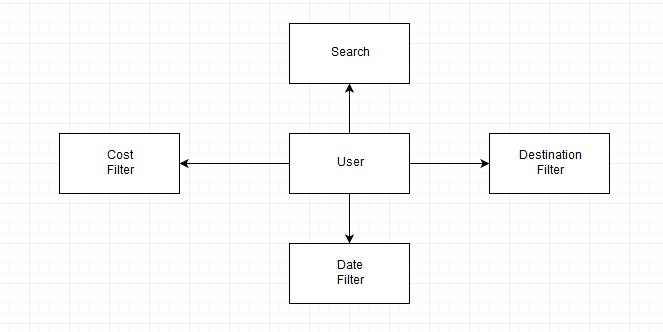 Search
Cost
Filter
User
Destination
Filter
Date
Filter